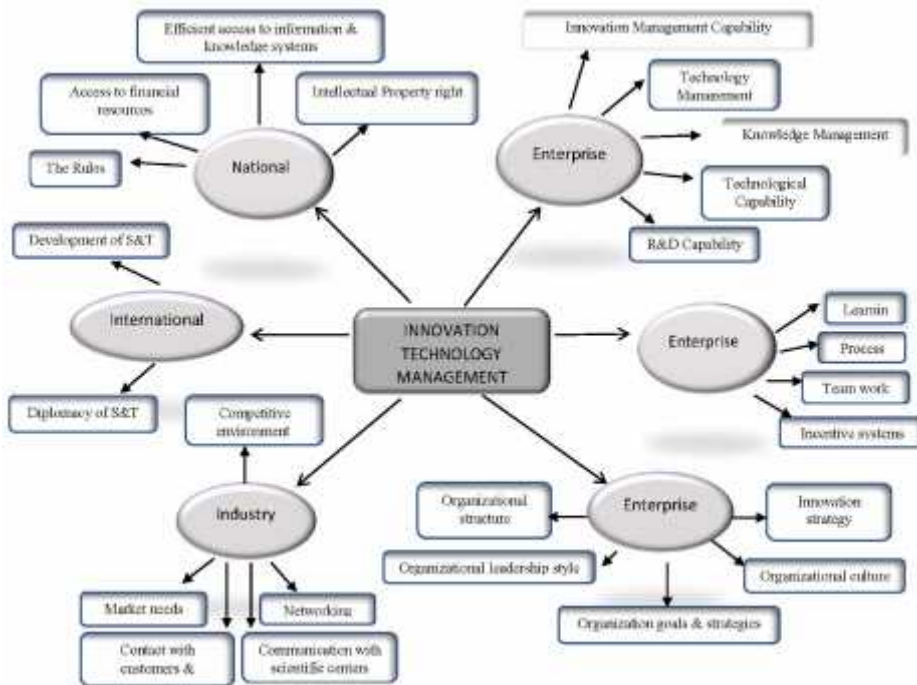 Efficient access to information &
knowledge systems
Innovation Management Capability
Technology
Management
Access to financial
resources
Intellectual Property right
Knowledge Management
The Rules
National
Enterprise
Technological
Capability
Development of S&T
R&D Capability
International
INNOVATION
TECHNOLOGY
MANAGEMENT
Enterprise
Learnin
Process
Team work
Incentive systems
Diplomacy of S&T
Competitive
environment
Industry
Organizational
structure
Enterprise
Innovation
strategy
Organizational leadership style
Organizational culture
Market needs
Networking
Organization goals & strategies
Contact with
customers &
Communication with
scientific centers